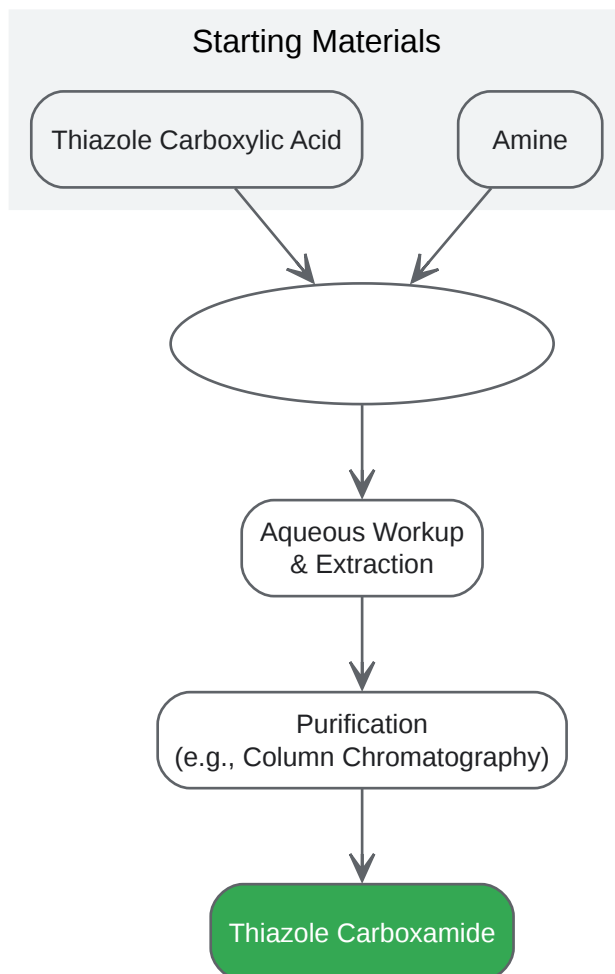 Starting Materials
Thiazole Carboxylic Acid
Amine
Aqueous Workup
& Extraction
Purification
(e.g., Column Chromatography)
Thiazole Carboxamide